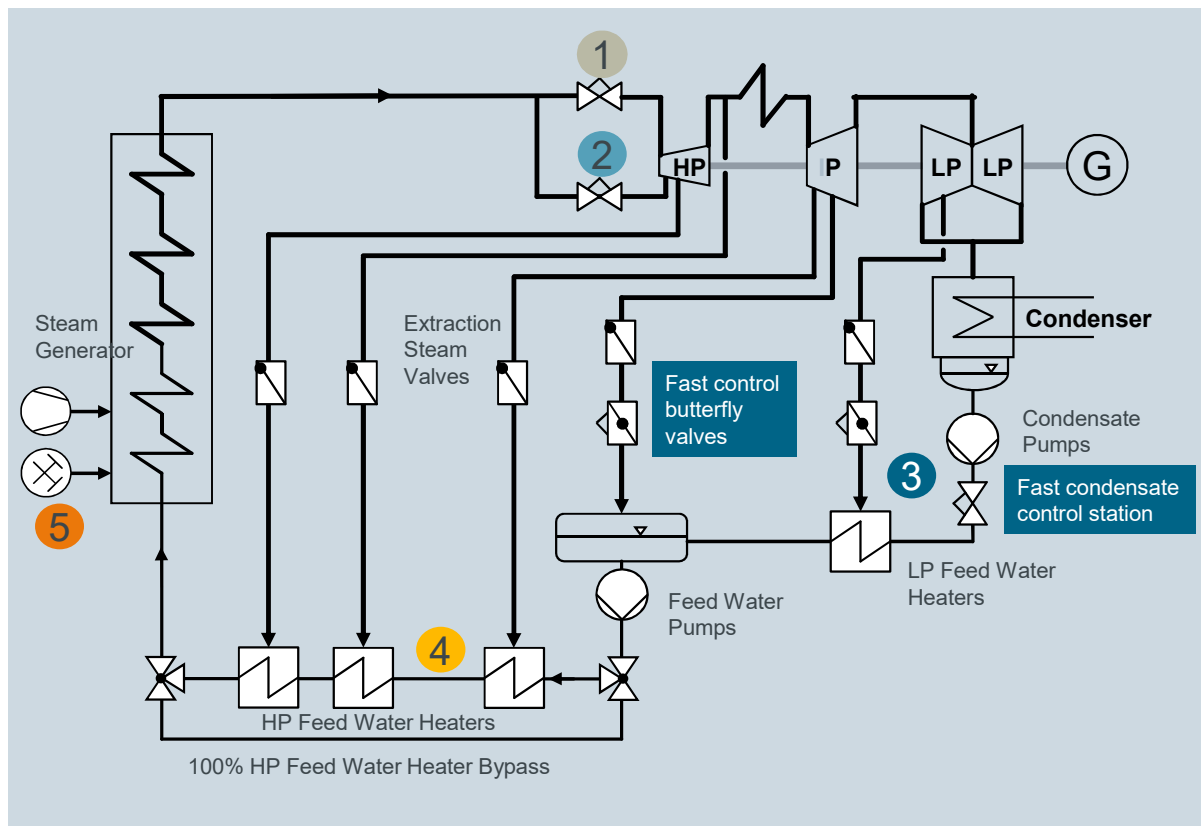 1
2
HP
IP
LP
LP
G
Steam
Generator
Extraction
Steam
Valves
Fast control
butterfly
valves
Condenser
Condensate
Pumps
3
Fast condensate
control station
5
LP Feed Water
Heaters
Feed Water
Pumps
4
HP Feed Water Heaters
100% HP Feed Water Heater Bypass